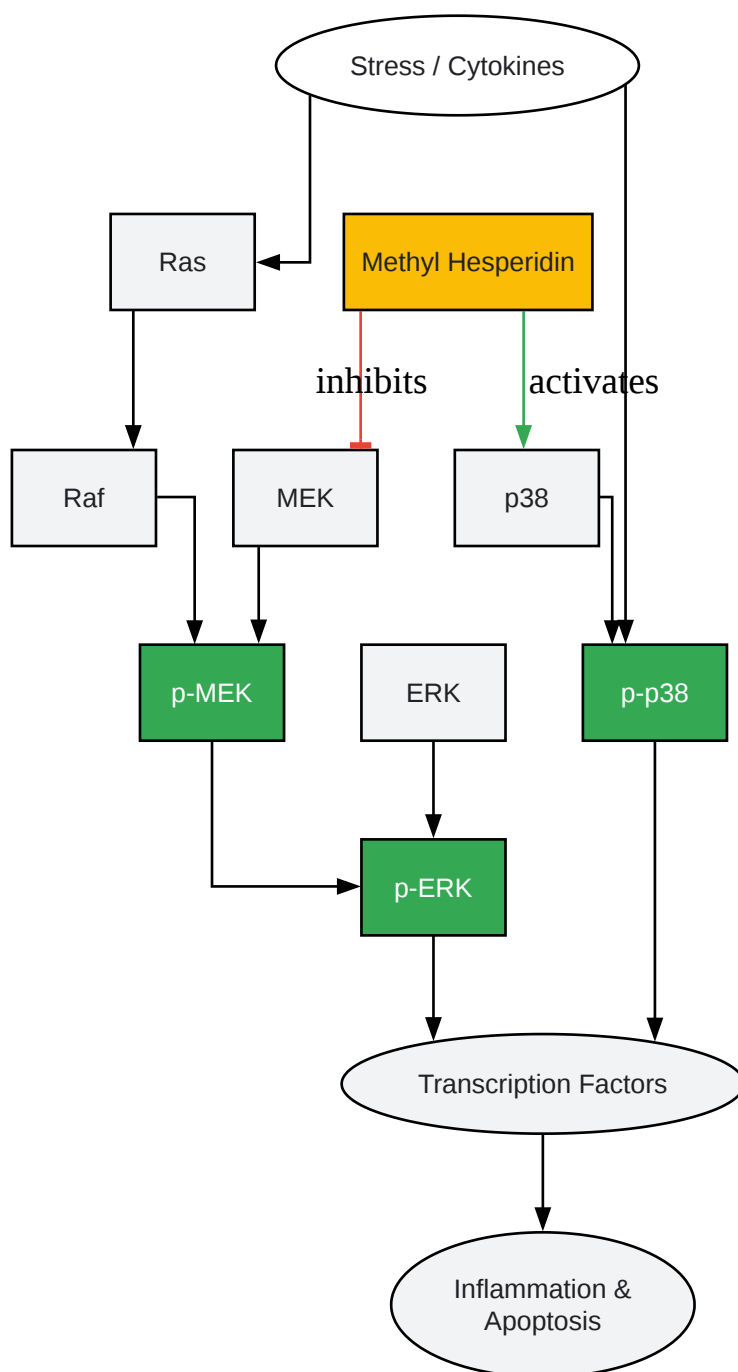 Stress / Cytokines
Ras
Methyl Hesperidin
inhibits
activates
Raf
MEK
p38
p-MEK
ERK
p-p38
p-ERK
Transcription Factors
Inflammation &
Apoptosis